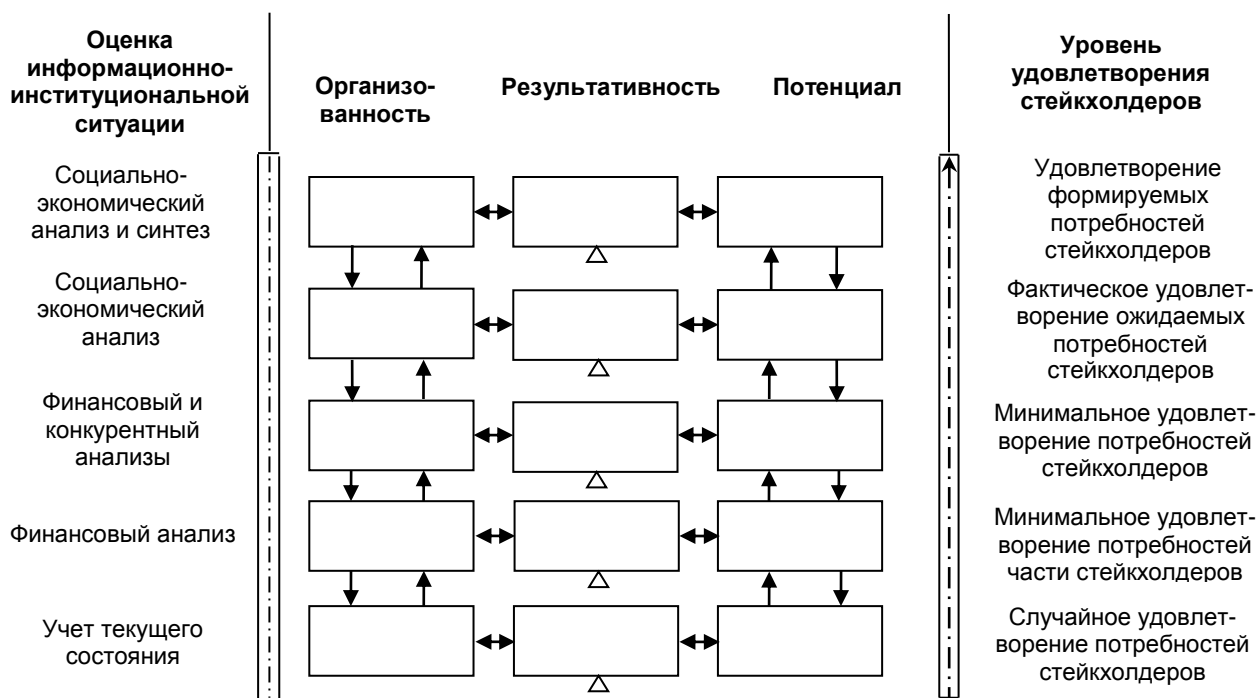 Оценка
информационно-
институциональной
ситуации
Организо-
ванность
Результативность
Потенциал
Уровень
удовлетворения
стейкхолдеров
Социально-
экономический
анализ и синтез
Удовлетворение
формируемых
потребностей
стейкхолдеров
Социально-
экономический
анализ
Фактическое удовлет-
ворение ожидаемых
потребностей
стейкхолдеров
Финансовый и
конкурентный
анализы
Минимальное удовлет-
ворение потребностей
стейкхолдеров
Финансовый анализ
Минимальное удовлет-
ворение потребностей
части стейкхолдеров
Учет текущего
состояния
Случайное удовлет-
ворение потребностей
стейкхолдеров